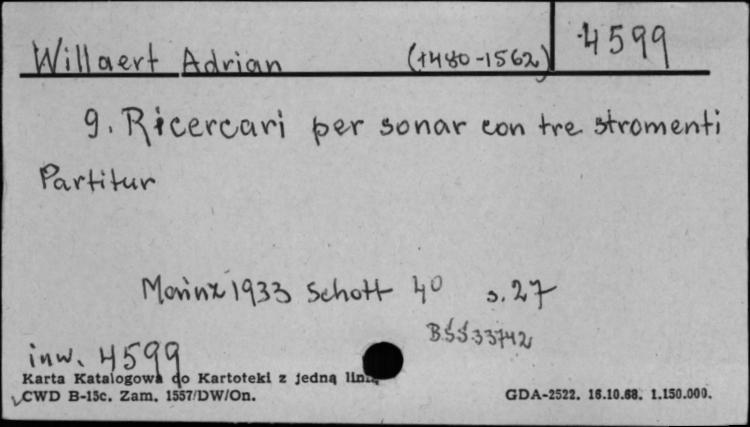 Willaert Adrian (1480-1562) 4599
9. Ricercari per sonar con tre stromenti
Partitur
Mainz 1933 Schott 4° s. 27
BSS 33742
inw. 4599
Karta Katalogowa do Kartoteki z jedną linią
CWD B-15c. Zam. 1557/DW/On. GDA-2522. 16.10.68. 1.150.000.